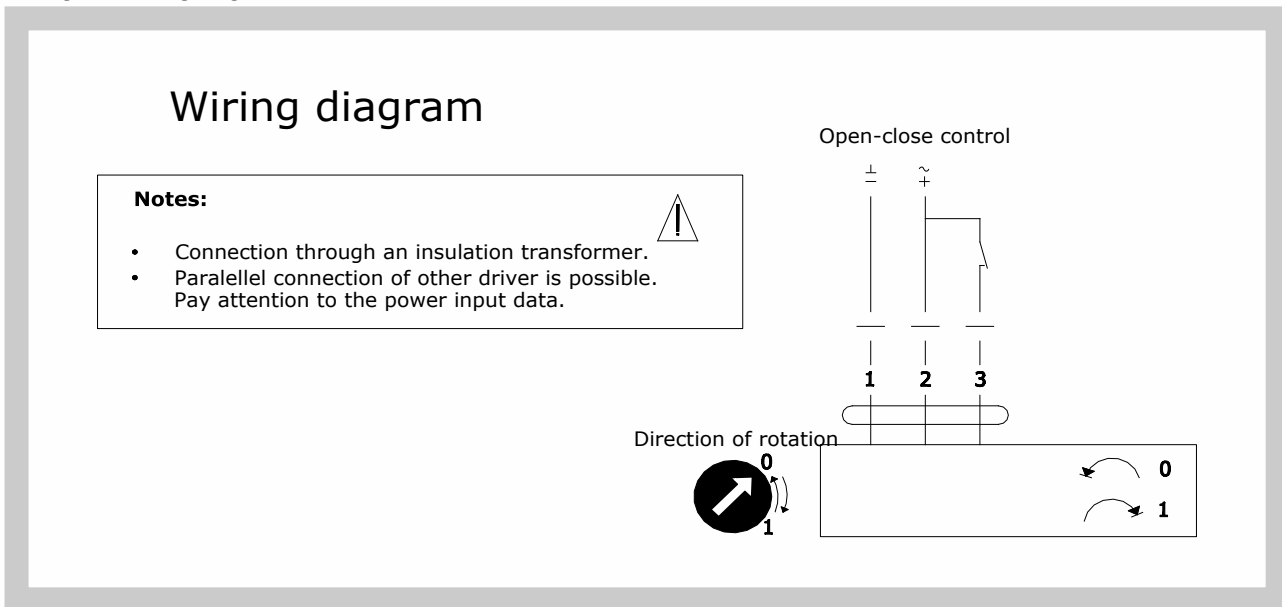 Wiring diagram
Open-close control
⊥ ~
– +
Notes:
• Connection through an insulation transformer.
• Paralellel connection of other driver is possible.
Pay attention to the power input data.
1 2 3
Direction of rotation
0
1
0
1